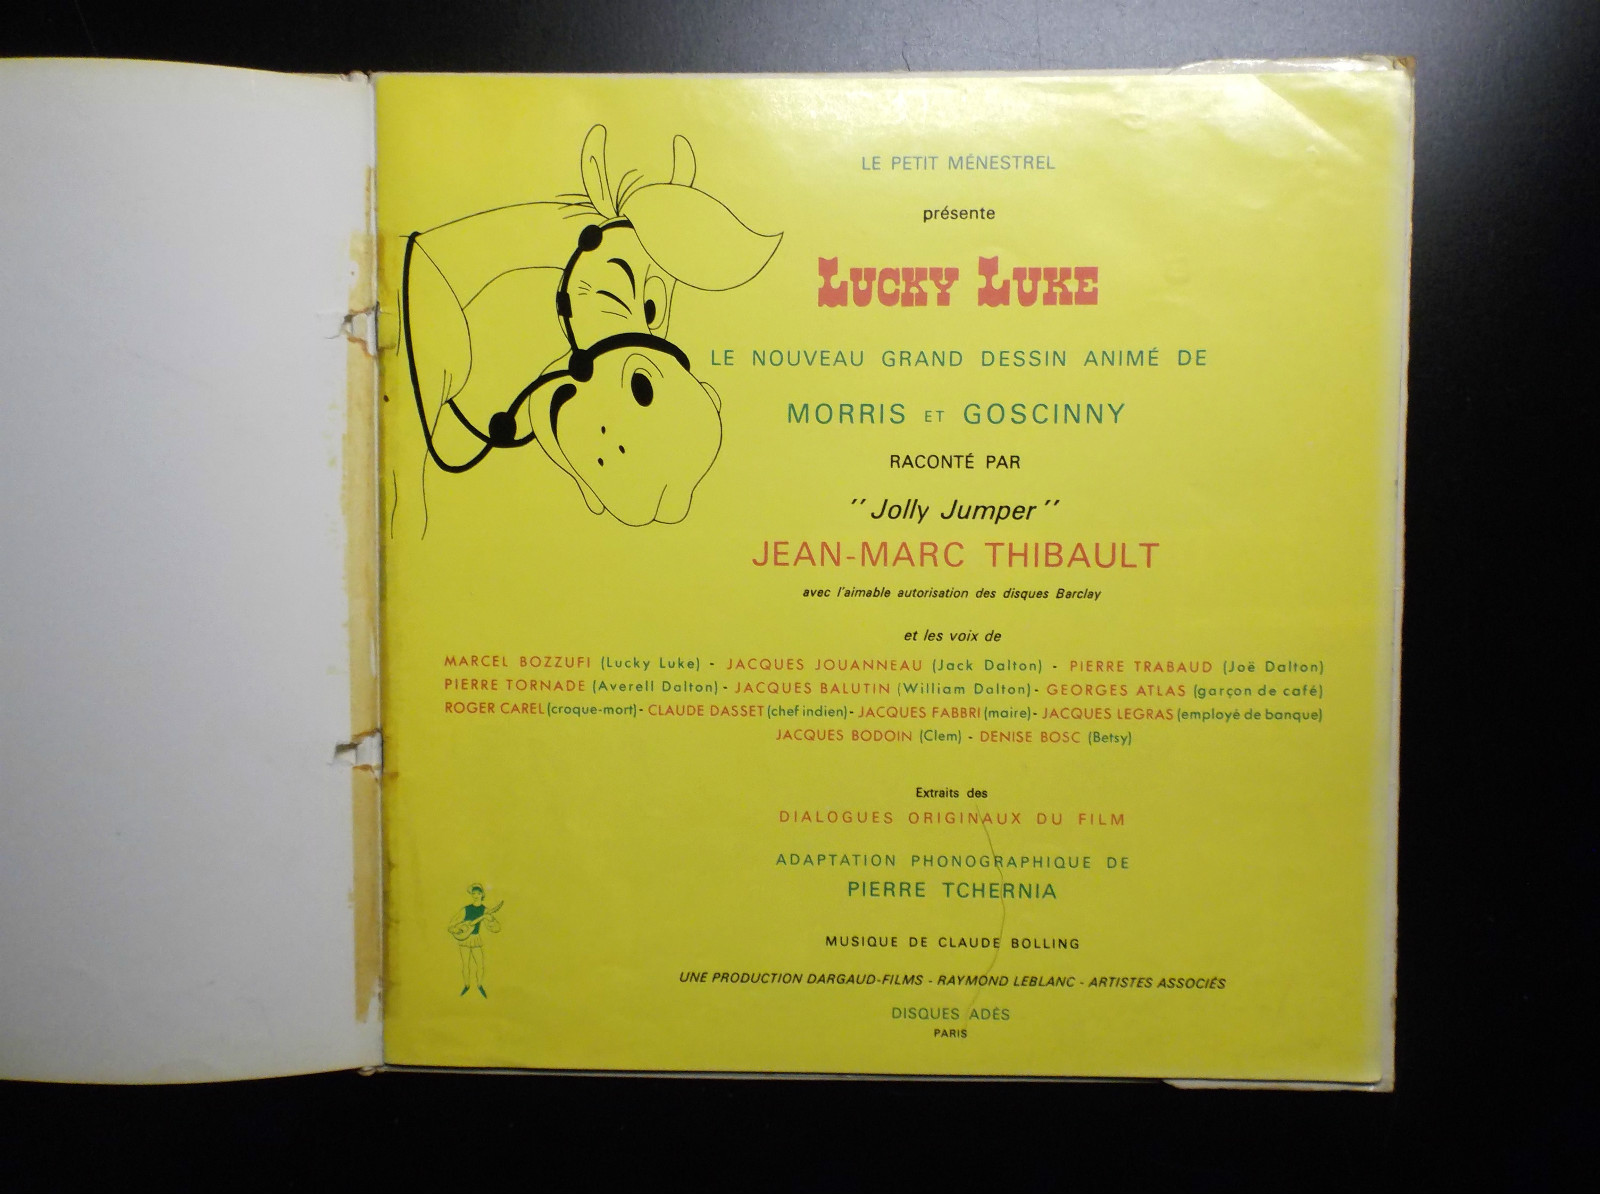 LE PETIT MÉNESTREL
présente
LUCKY LUKE
LE NOUVEAU GRAND DESSIN ANIMÉ DE
MORRIS ET GOSCINNY
RACONTÉ PAR
"Jolly Jumper"
JEAN-MARC THIBAULT
avec l'aimable autorisation des disques Barclay
et les voix de
MARCEL BOZZUFI (Lucky Luke) - JACQUES JOUANNEAU (Jack Dalton) - PIERRE TRABAUD (Joë Dalton)
PIERRE TORNADE (Averell Dalton) - JACQUES BALUTIN (William Dalton) - GEORGES ATLAS (garçon de café)
ROGER CAREL (croque-mort) - CLAUDE DASSET (chef indien) - JACQUES FABBRI (maire) - JACQUES LEGRAS (employé de banque)
JACQUES BODOIN (Clem) - DENISE BOSC (Betsy)
Extraits des
DIALOGUES ORIGINAUX DU FILM
ADAPTATION PHONOGRAPHIQUE DE
PIERRE TCHERNIA
MUSIQUE DE CLAUDE BOLLING
UNE PRODUCTION DARGAUD-FILMS - RAYMOND LEBLANC - ARTISTES ASSOCIÉS
DISQUES ADÈS
PARIS